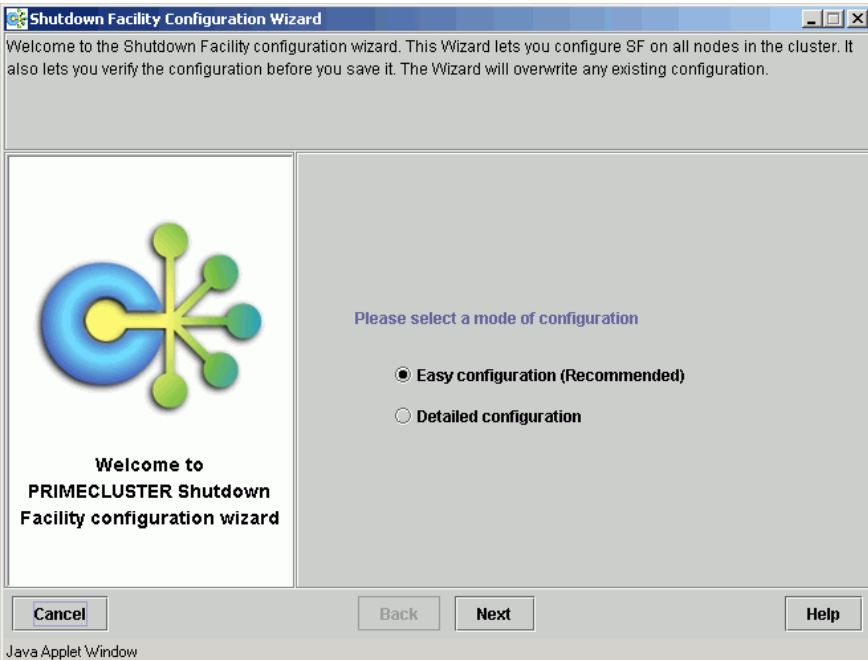 Shutdown Facility Configuration Wizard
Welcome to the Shutdown Facility configuration wizard. This Wizard lets you configure SF on all nodes in the cluster. It
also lets you verify the configuration before you save it. The Wizard will overwrite any existing configuration.
Please select a mode of configuration
Easy configuration (Recommended)
Detailed configuration
Welcome to
PRIMECLUSTER Shutdown
Facility configuration wizard
Cancel
Back
Next
Help
Java Applet Window